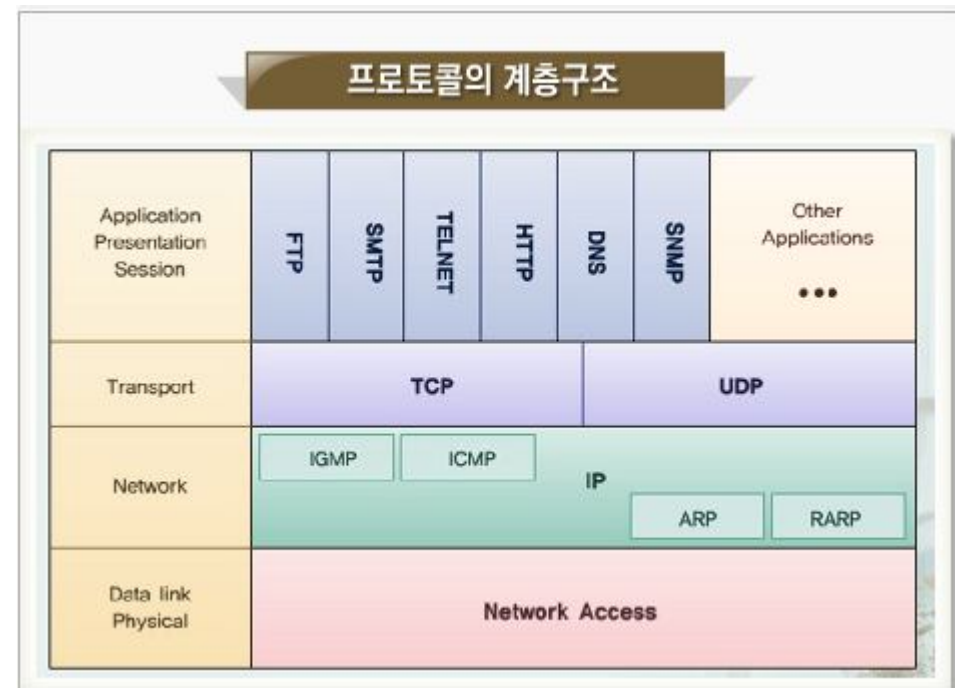 프로토콜의 계층구조
Application
Presentation
Session
FTP
SMTP
TELNET
HTTP
DNS
SNMP
Other
Applications
•••
Transport
TCP
UDP
Network
IGMP
ICMP
IP
ARP
RARP
Data link
Physical
Network Access